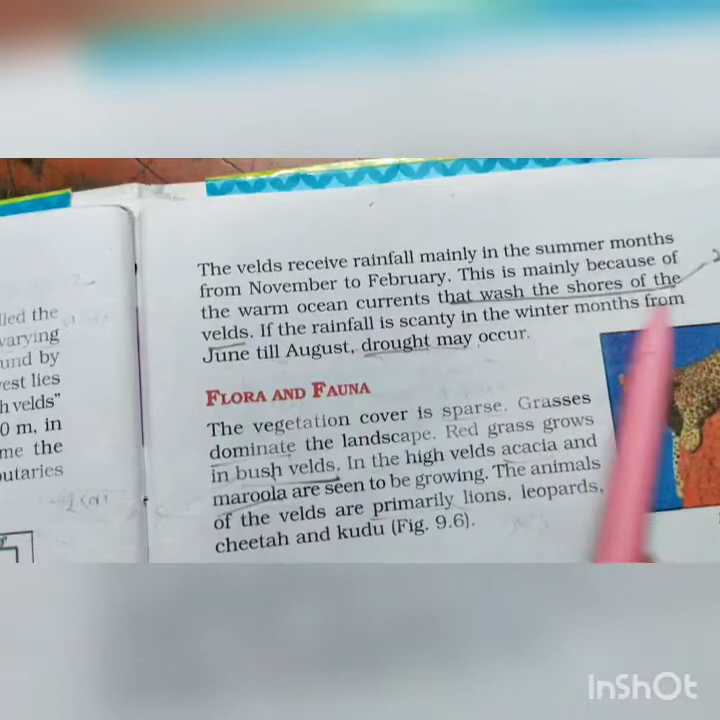 lled the
varying
und by
est lies
h velds"
0 m, in
me the
outaries
The velds receive rainfall mainly in the summer months
from November to February. This is mainly because of
the warm ocean currents that wash the shores of the
velds. If the rainfall is scanty in the winter months from
June till August, drought may occur.
FLORA AND FAUNA
The vegetation cover is sparse. Grasses
dominate the landscape. Red grass grows
in bush velds. In the high velds acacia and
maroola are seen to be growing. The animals
of the velds are primarily lions, leopards,
cheetah and kudu (Fig. 9.6).
InShOt